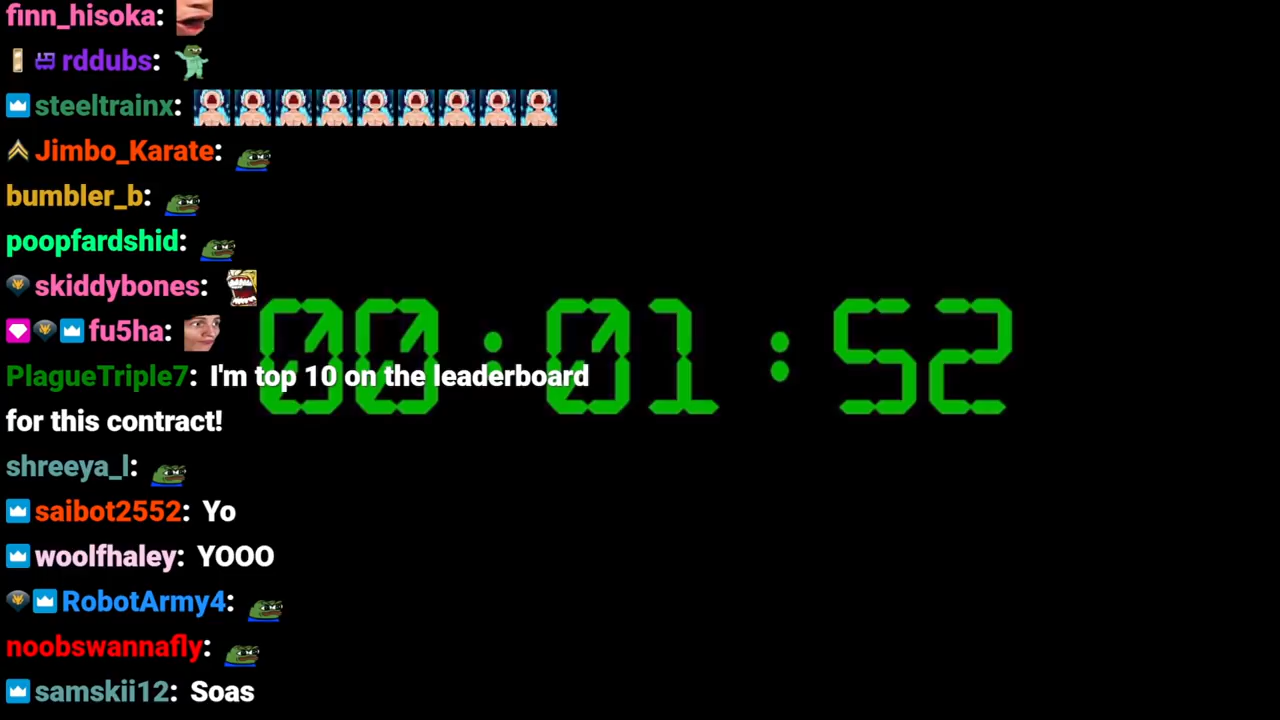 finn_hisoka:
rddubs:
steeltrainx:
Jimbo_Karate:
bumbler_b:
poopfardshid:
skiddybones:
fu5ha:
00:01:52
PlagueTriple7: I'm top 10 on the leaderboard
for this contract!
shreeya_l:
saibot2552: Yo
woolfhaley: YOOO
RobotArmy4:
noobswannafly:
samskii12: Soas